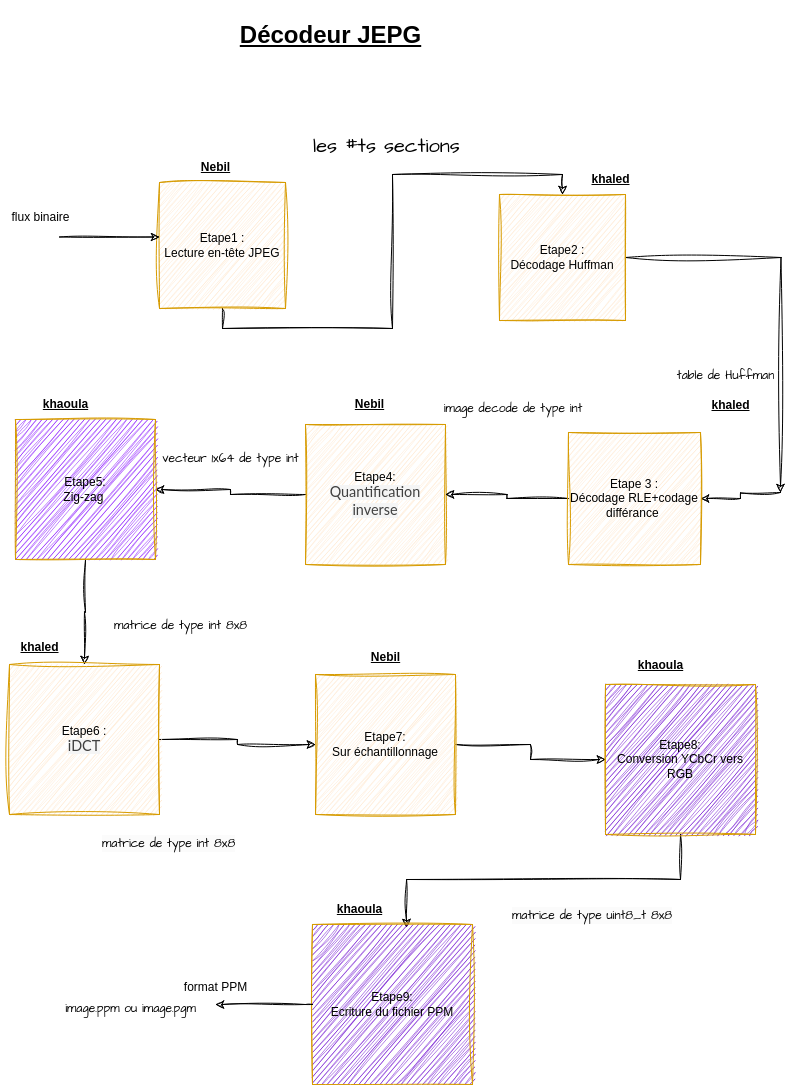 Décodeur JEPG
les #ts sections
Nebil
khaled
flux binaire
Etape1 :
Lecture en-tête JPEG
Etape2 :
Décodage Huffman
table de Huffman
khaoula
Nebil
image decode de type int
khaled
vecteur 1x64 de type int
Etape5:
Zig-zag
Etape4:
Quantification
inverse
Etape 3 :
Décodage RLE+codage
différance
matrice de type int 8x8
khaled
Nebil
khaoula
Etape6 :
iDCT
Etape7:
Sur échantillonnage
Etape8:
Conversion YCbCr vers
RGB
matrice de type int 8x8
khaoula
matrice de type uint8_t 8x8
format PPM
image.ppm ou image.pgm
Etape9:
Ecriture du fichier PPM